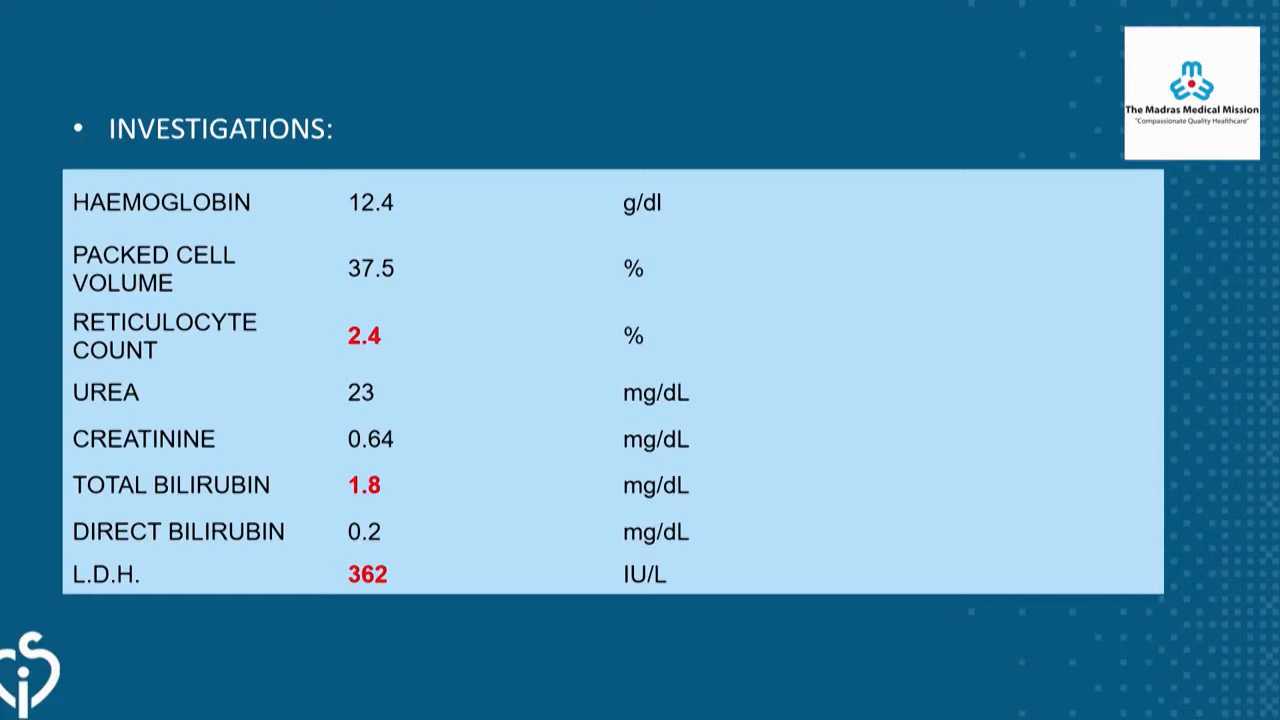 The Madras Medical Mission
"Compassionate Quality Healthcare"
• INVESTIGATIONS:
HAEMOGLOBIN 12.4 g/dl
PACKED CELL
VOLUME 37.5 %
RETICULOCYTE
COUNT 2.4 %
UREA 23 mg/dL
CREATININE 0.64 mg/dL
TOTAL BILIRUBIN 1.8 mg/dL
DIRECT BILIRUBIN 0.2 mg/dL
L.D.H. 362 IU/L